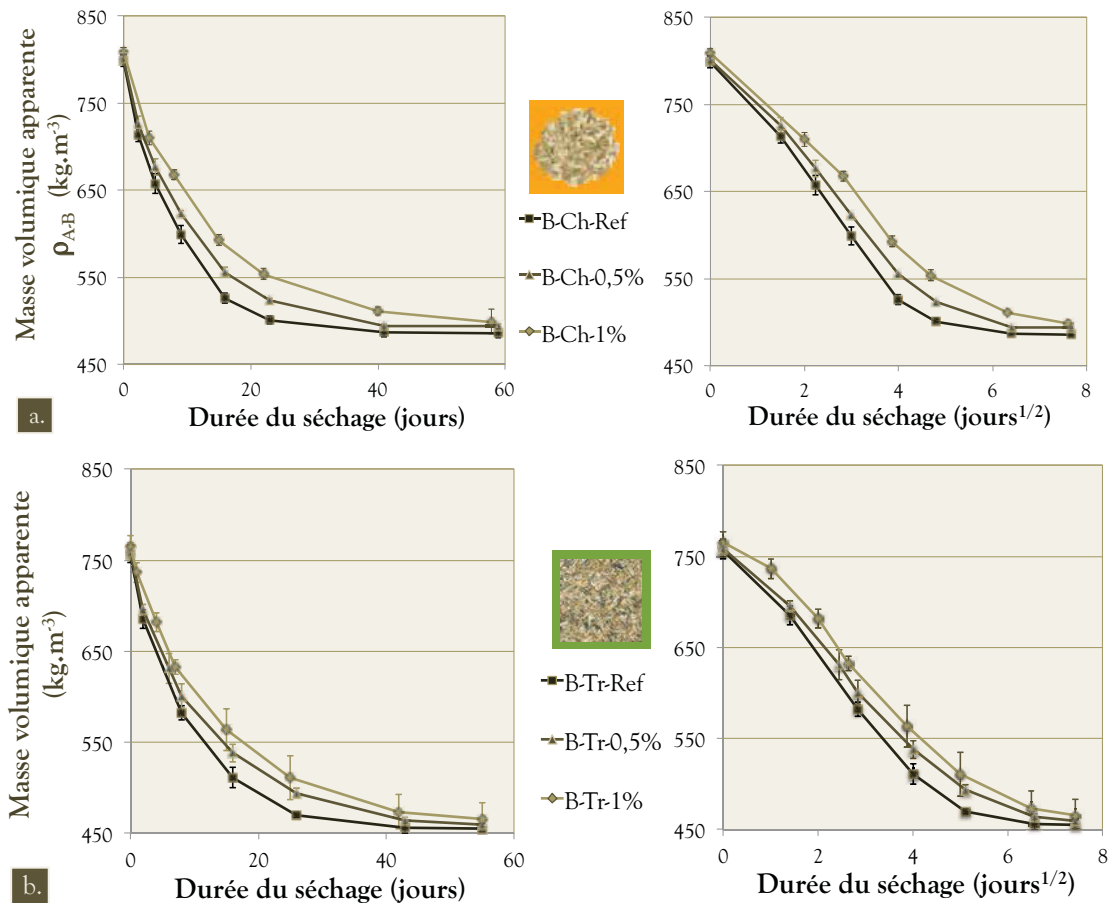 850
750
650
550
450
0
20
40
60
Masse volumique apparente
ρA-B (kg.m-3)
Durée du séchage (jours)
a.
B-Ch-Ref
B-Ch-0,5%
B-Ch-1%
850
750
650
550
450
0
2
4
6
8
Durée du séchage (jours1/2)
850
750
650
550
450
0
20
40
60
Masse volumique apparente
(kg.m-3)
Durée du séchage (jours)
b.
B-Tr-Ref
B-Tr-0,5%
B-Tr-1%
850
750
650
550
450
0
2
4
6
8
Durée du séchage (jours1/2)